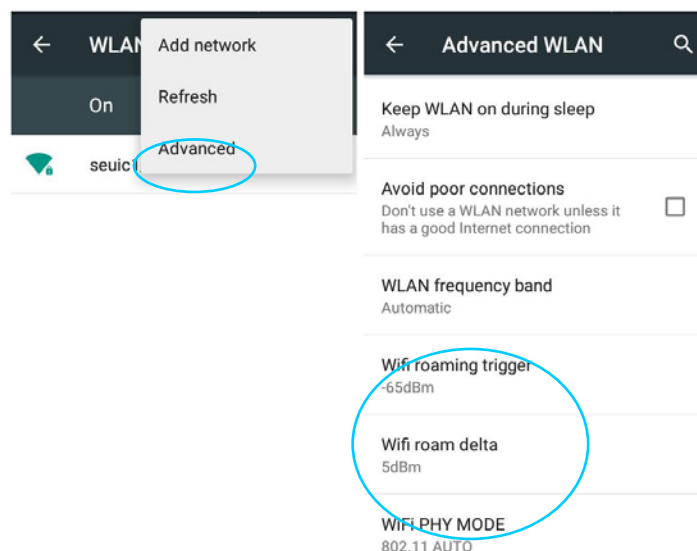 WLAN
Add network
On
Refresh
Advanced
seuic
Advanced WLAN
Keep WLAN on during sleep
Always
Avoid poor connections
Don't use a WLAN network unless it
has a good Internet connection
WLAN frequency band
Automatic
Wifi roaming trigger
-65dBm
Wifi roam delta
5dBm
WiFi PHY MODE
802.11 AUTO